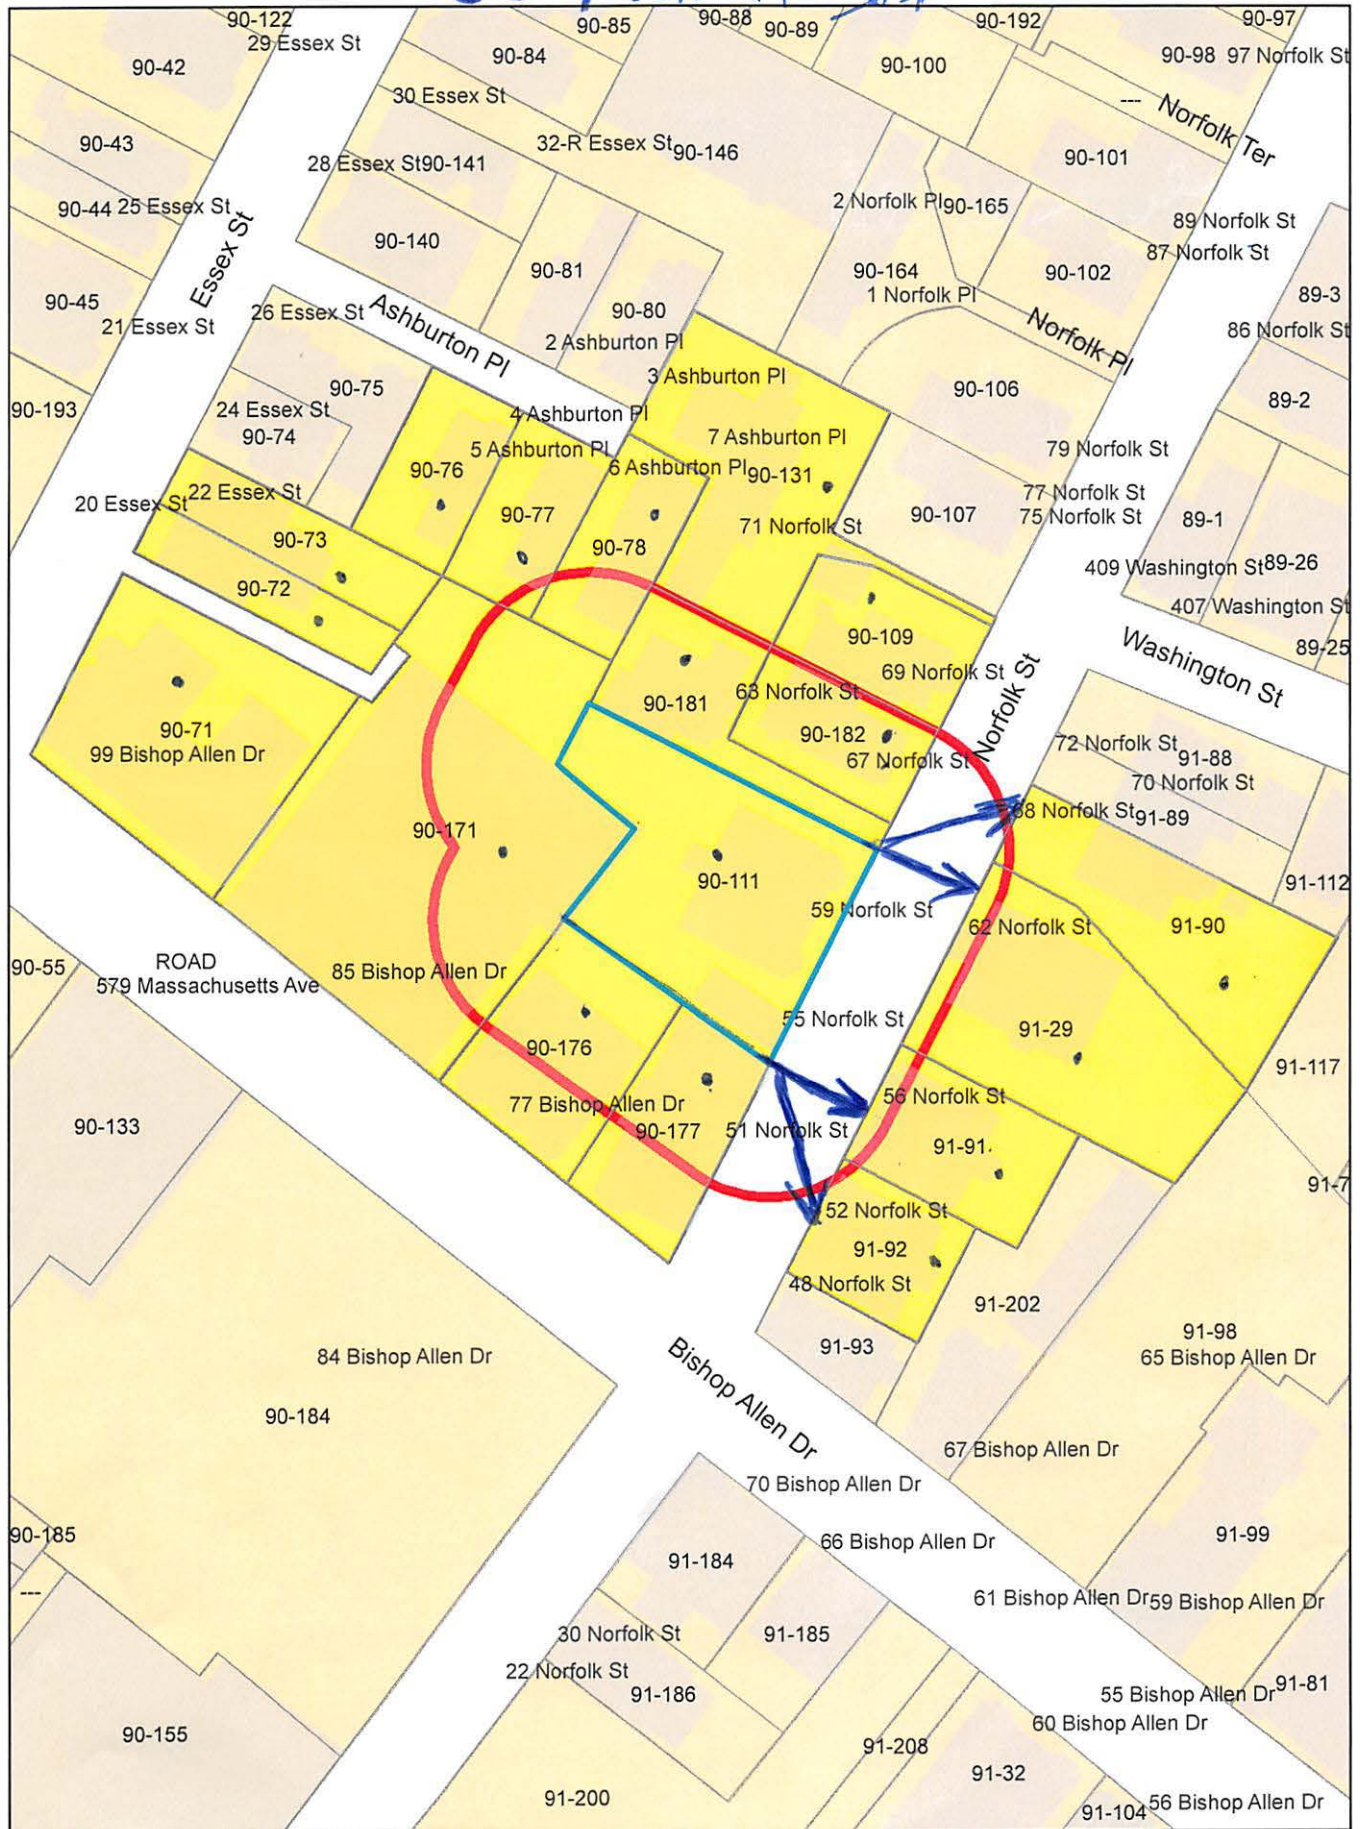 90-122
29 Essex St
90-85
90-88
90-89
90-192
90-97
90-42
90-84
90-100
90-98
97 Norfolk St
30 Essex St
---
Norfolk Ter
90-43
32-R Essex St
90-146
90-101
28 Essex St
90-141
90-44
25 Essex St
2 Norfolk Pl
90-165
89 Norfolk St
Essex St
90-140
87 Norfolk St
90-81
90-164
90-102
90-45
21 Essex St
26 Essex St
Ashburton Pl
90-80
1 Norfolk Pl
89-3
86 Norfolk St
2 Ashburton Pl
Norfolk Pl
3 Ashburton Pl
90-75
90-106
90-193
24 Essex St
90-74
4 Ashburton Pl
89-2
7 Ashburton Pl
5 Ashburton Pl
79 Norfolk St
90-76
6 Ashburton Pl
90-131
20 Essex St
22 Essex St
77 Norfolk St
90-77
71 Norfolk St
90-107
75 Norfolk St
89-1
90-73
90-78
409 Washington St
89-26
90-72
407 Washington St
90-109
Washington St
89-25
69 Norfolk St
90-181
63 Norfolk St
Norfolk St
90-71
99 Bishop Allen Dr
90-182
67 Norfolk St
72 Norfolk St
91-88
70 Norfolk St
90-171
68 Norfolk St
91-89
90-111
91-112
59 Norfolk St
62 Norfolk St
91-90
90-55
ROAD
579 Massachusetts Ave
85 Bishop Allen Dr
55 Norfolk St
91-29
90-176
91-117
77 Bishop Allen Dr
56 Norfolk St
90-133
90-177
51 Norfolk St
91-91
91-7
52 Norfolk St
91-92
48 Norfolk St
91-202
91-93
91-98
65 Bishop Allen Dr
84 Bishop Allen Dr
Bishop Allen Dr
90-184
67 Bishop Allen Dr
70 Bishop Allen Dr
90-185
66 Bishop Allen Dr
91-99
91-184
---
61 Bishop Allen Dr
59 Bishop Allen Dr
30 Norfolk St
91-185
22 Norfolk St
91-186
55 Bishop Allen Dr
91-81
60 Bishop Allen Dr
90-155
91-208
91-32
91-200
91-104
56 Bishop Allen Dr